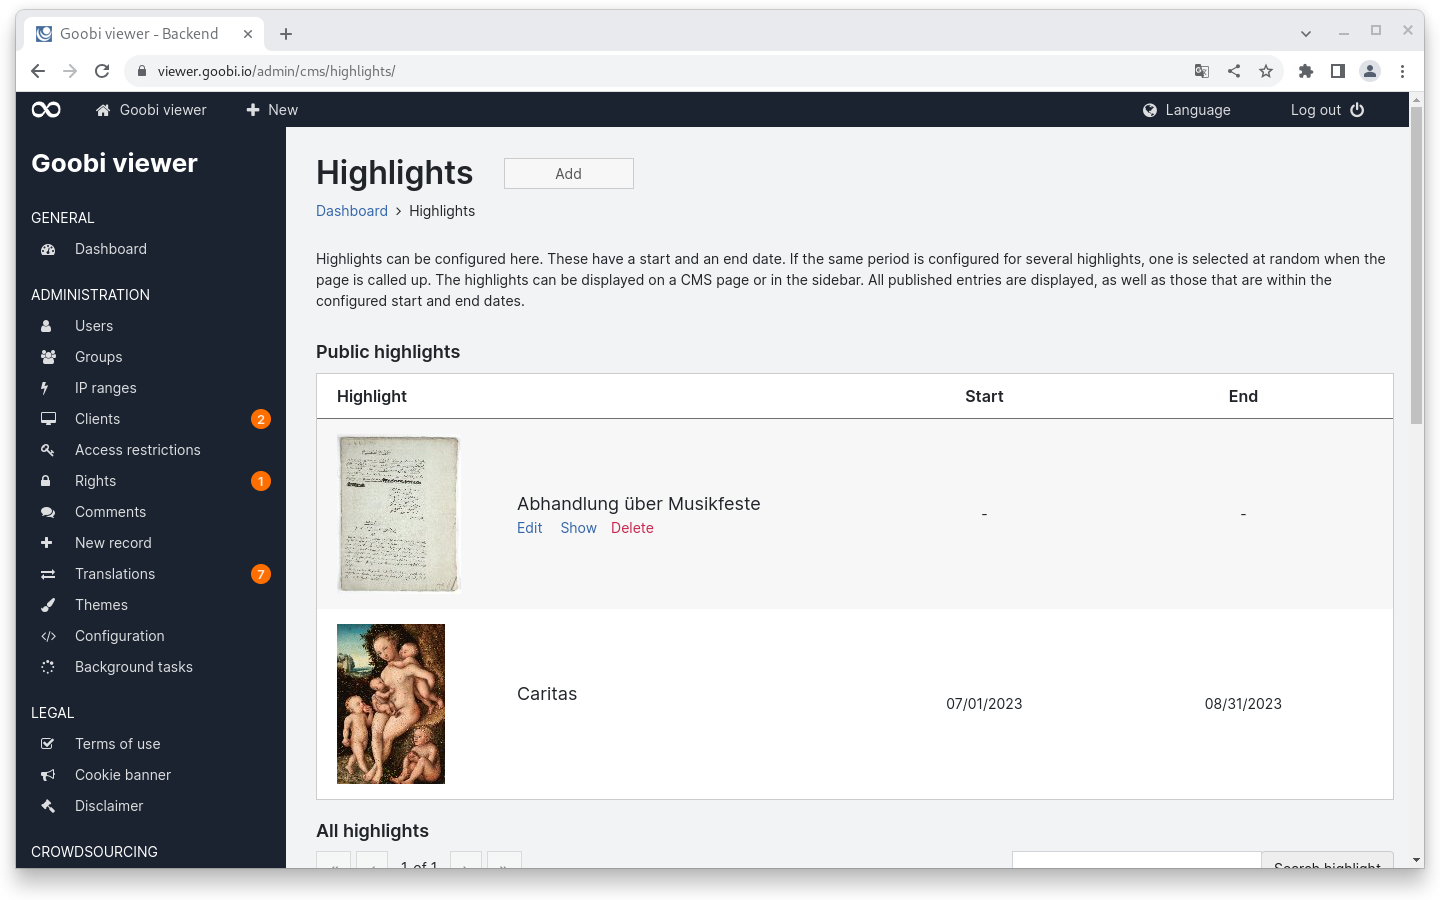 Goobi viewer - Backend
viewer.goobi.io/admin/cms/highlights/
Goobi viewer
New
Language
Log out
Goobi viewer
GENERAL
Dashboard
ADMINISTRATION
Users
Groups
IP ranges
Clients 2
Access restrictions
Rights 1
Comments
New record
Translations 7
Themes
Configuration
Background tasks
LEGAL
Terms of use
Cookie banner
Disclaimer
CROWDSOURCING
Highlights
Add
Dashboard › Highlights
Highlights can be configured here. These have a start and an end date. If the same period is configured for several highlights, one is selected at random when the
page is called up. The highlights can be displayed on a CMS page or in the sidebar. All published entries are displayed, as well as those that are within the
configured start and end dates.
Public highlights
Highlight Start End
Abhandlung über Musikfeste - -
Edit Show Delete
Caritas 07/01/2023 08/31/2023
All highlights
1 of 1
Search highlight